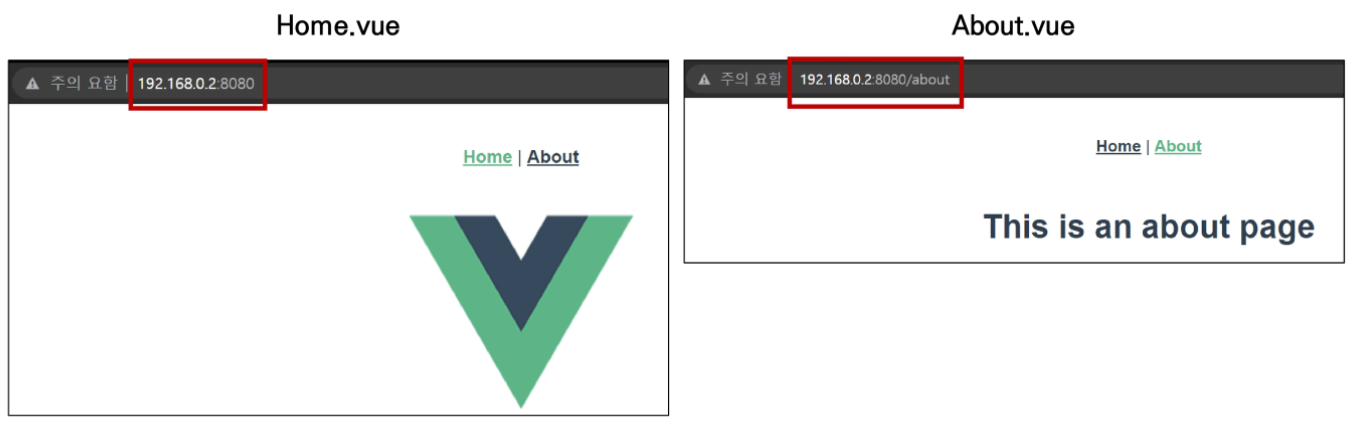 Home.vue
About.vue
주의 요함 | 192.168.0.2:8080
주의 요함 192.168.0.2:8080/about
Home | About
Home | About
This is an about page